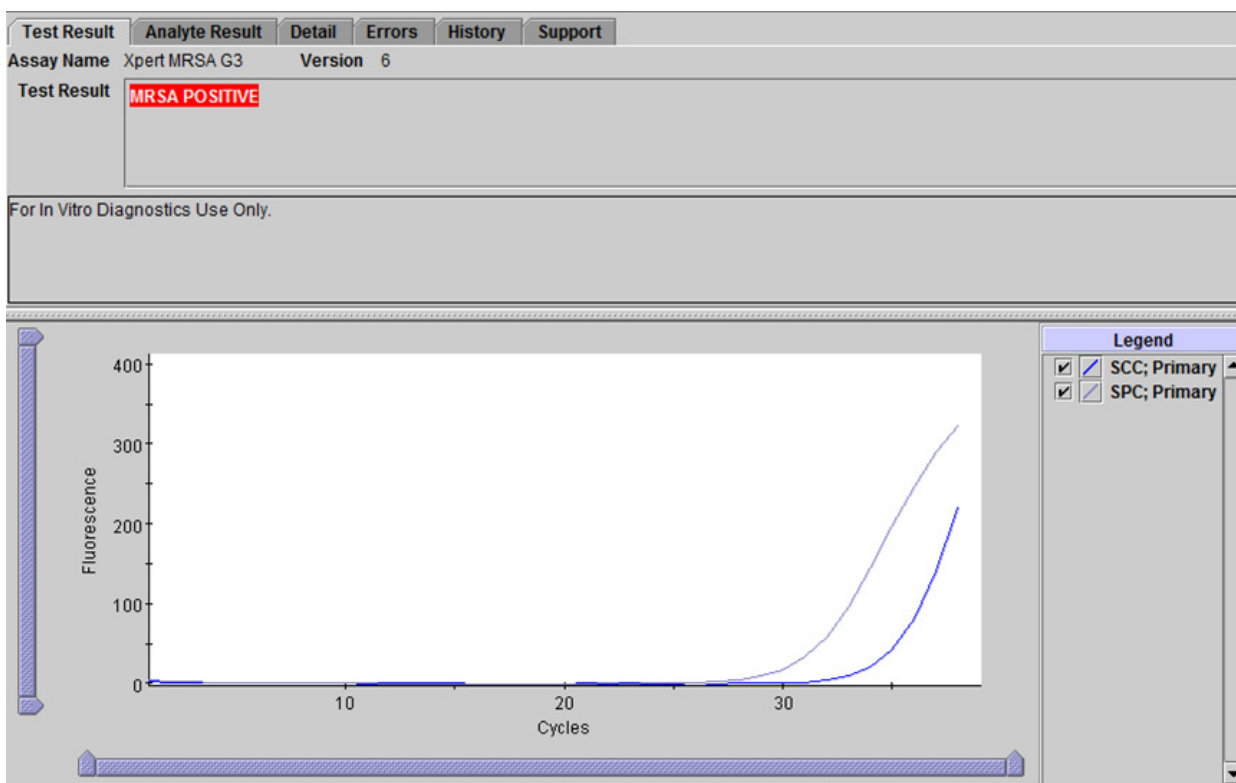 Test Result Analyte Result Detail Errors History Support
Assay Name Xpert MRSA G3 Version 6
Test Result MRSA POSITIVE
For In Vitro Diagnostics Use Only.
Legend
SCC; Primary
SPC; Primary
400
300
200
100
0
Fluorescence
10 20 30
Cycles